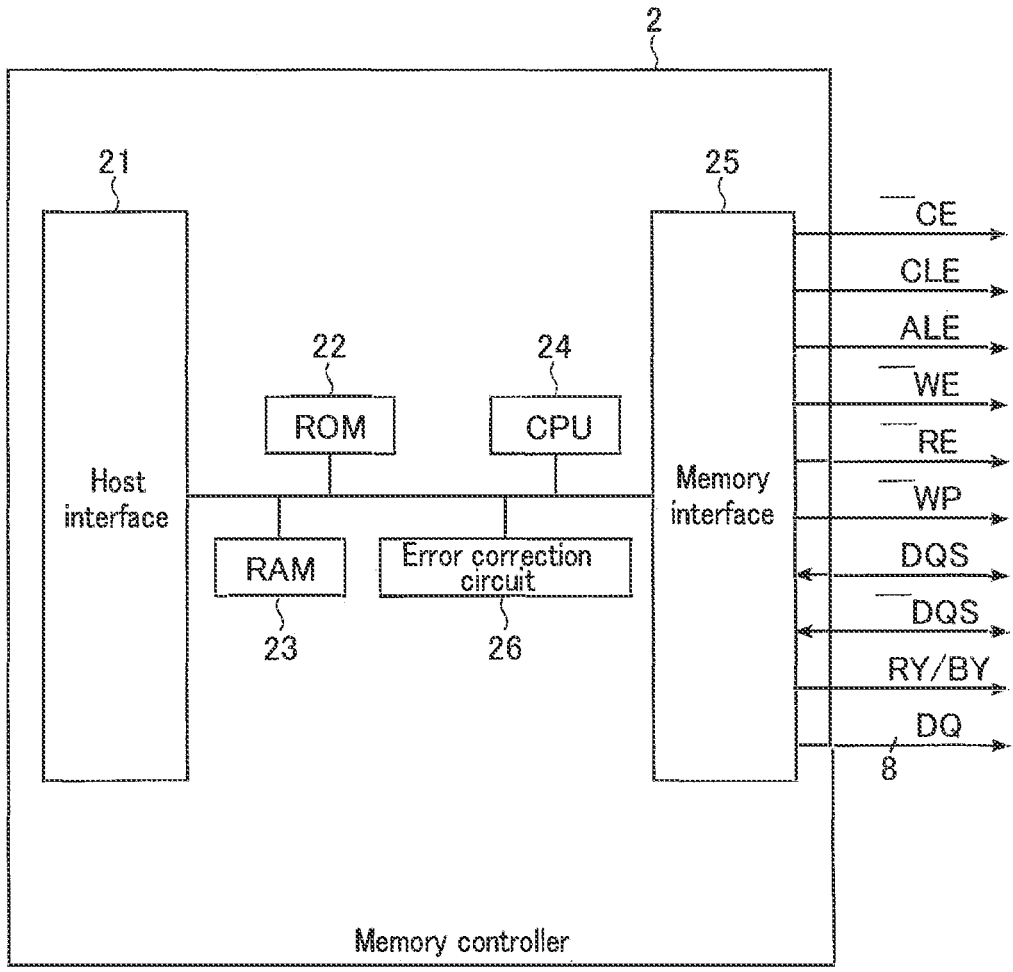 2
21
25
‾CE
CLE
ALE
‾WE
‾RE
‾WP
DQS
‾DQS
RY/BY
DQ
8
22
24
ROM
CPU
Host
interface
Memory
interface
RAM
Error correction
circuit
23
26
Memory controller